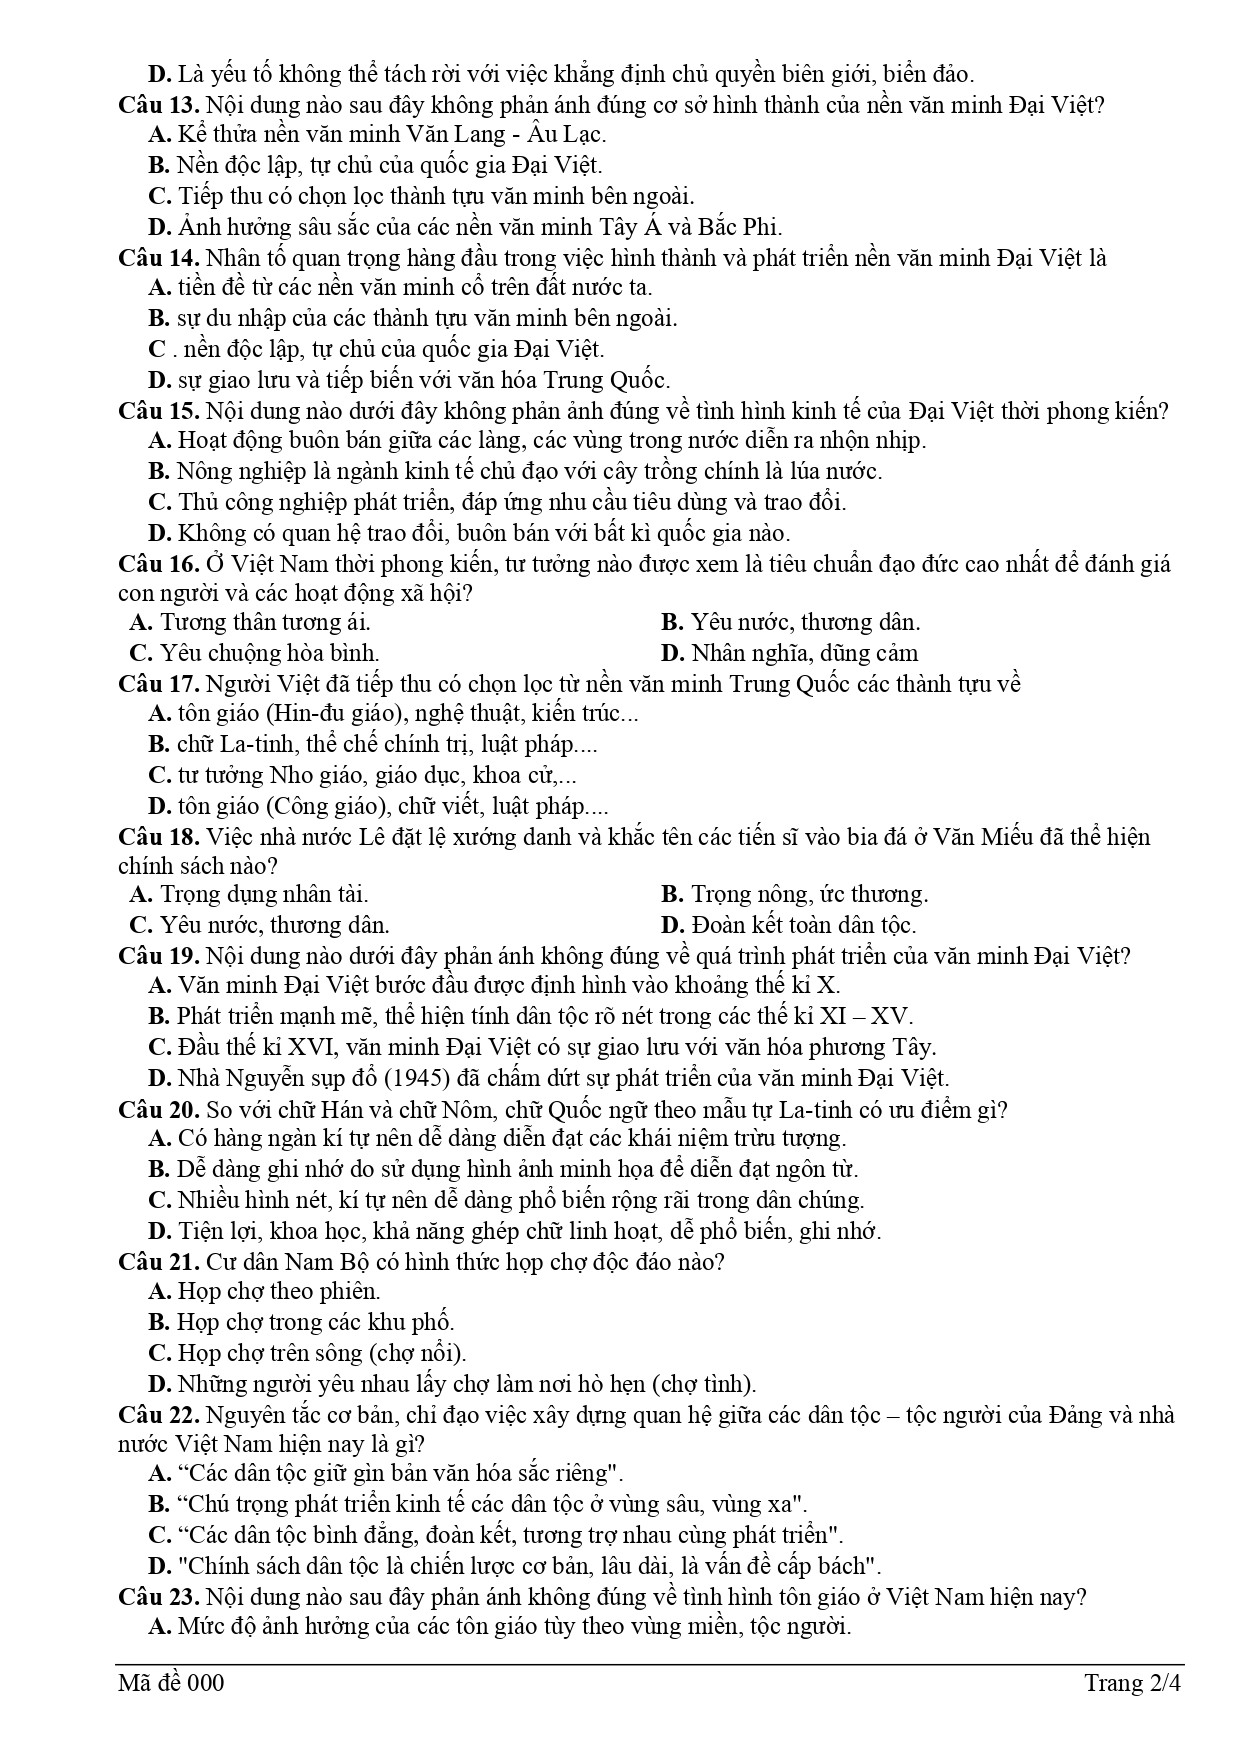 D. Là yếu tố không thể tách rời với việc khẳng định chủ quyền biên giới, biển đảo.
Câu 13. Nội dung nào sau đây không phản ánh đúng cơ sở hình thành của nền văn minh Đại Việt?
A. Kể thửa nền văn minh Văn Lang - Âu Lạc.
B. Nền độc lập, tự chủ của quốc gia Đại Việt.
C. Tiếp thu có chọn lọc thành tựu văn minh bên ngoài.
D. Ảnh hưởng sâu sắc của các nền văn minh Tây Á và Bắc Phi.
Câu 14. Nhân tố quan trọng hàng đầu trong việc hình thành và phát triển nền văn minh Đại Việt là
A. tiền đề từ các nền văn minh cổ trên đất nước ta.
B. sự du nhập của các thành tựu văn minh bên ngoài.
C . nền độc lập, tự chủ của quốc gia Đại Việt.
D. sự giao lưu và tiếp biến với văn hóa Trung Quốc.
Câu 15. Nội dung nào dưới đây không phản ảnh đúng về tình hình kinh tế của Đại Việt thời phong kiến?
A. Hoạt động buôn bán giữa các làng, các vùng trong nước diễn ra nhộn nhịp.
B. Nông nghiệp là ngành kinh tế chủ đạo với cây trồng chính là lúa nước.
C. Thủ công nghiệp phát triển, đáp ứng nhu cầu tiêu dùng và trao đổi.
D. Không có quan hệ trao đổi, buôn bán với bất kì quốc gia nào.
Câu 16. Ở Việt Nam thời phong kiến, tư tưởng nào được xem là tiêu chuẩn đạo đức cao nhất để đánh giá
con người và các hoạt động xã hội?
A. Tương thân tương ái. B. Yêu nước, thương dân.
C. Yêu chuộng hòa bình. D. Nhân nghĩa, dũng cảm
Câu 17. Người Việt đã tiếp thu có chọn lọc từ nền văn minh Trung Quốc các thành tựu về
A. tôn giáo (Hin-đu giáo), nghệ thuật, kiến trúc...
B. chữ La-tinh, thể chế chính trị, luật pháp....
C. tư tưởng Nho giáo, giáo dục, khoa cử,...
D. tôn giáo (Công giáo), chữ viết, luật pháp....
Câu 18. Việc nhà nước Lê đặt lệ xướng danh và khắc tên các tiến sĩ vào bia đá ở Văn Miếu đã thể hiện
chính sách nào?
A. Trọng dụng nhân tài. B. Trọng nông, ức thương.
C. Yêu nước, thương dân. D. Đoàn kết toàn dân tộc.
Câu 19. Nội dung nào dưới đây phản ánh không đúng về quá trình phát triển của văn minh Đại Việt?
A. Văn minh Đại Việt bước đầu được định hình vào khoảng thế kỉ X.
B. Phát triển mạnh mẽ, thể hiện tính dân tộc rõ nét trong các thế kỉ XI – XV.
C. Đầu thế kỉ XVI, văn minh Đại Việt có sự giao lưu với văn hóa phương Tây.
D. Nhà Nguyễn sụp đổ (1945) đã chấm dứt sự phát triển của văn minh Đại Việt.
Câu 20. So với chữ Hán và chữ Nôm, chữ Quốc ngữ theo mẫu tự La-tinh có ưu điểm gì?
A. Có hàng ngàn kí tự nên dễ dàng diễn đạt các khái niệm trừu tượng.
B. Dễ dàng ghi nhớ do sử dụng hình ảnh minh họa để diễn đạt ngôn từ.
C. Nhiều hình nét, kí tự nên dễ dàng phổ biến rộng rãi trong dân chúng.
D. Tiện lợi, khoa học, khả năng ghép chữ linh hoạt, dễ phổ biến, ghi nhớ.
Câu 21. Cư dân Nam Bộ có hình thức họp chợ độc đáo nào?
A. Họp chợ theo phiên.
B. Họp chợ trong các khu phố.
C. Họp chợ trên sông (chợ nổi).
D. Những người yêu nhau lấy chợ làm nơi hò hẹn (chợ tình).
Câu 22. Nguyên tắc cơ bản, chỉ đạo việc xây dựng quan hệ giữa các dân tộc – tộc người của Đảng và nhà
nước Việt Nam hiện nay là gì?
A. “Các dân tộc giữ gìn bản văn hóa sắc riêng".
B. “Chú trọng phát triển kinh tế các dân tộc ở vùng sâu, vùng xa".
C. “Các dân tộc bình đẳng, đoàn kết, tương trợ nhau cùng phát triển".
D. "Chính sách dân tộc là chiến lược cơ bản, lâu dài, là vấn đề cấp bách".
Câu 23. Nội dung nào sau đây phản ánh không đúng về tình hình tôn giáo ở Việt Nam hiện nay?
A. Mức độ ảnh hưởng của các tôn giáo tùy theo vùng miền, tộc người.
Mã đề 000 Trang 2/4